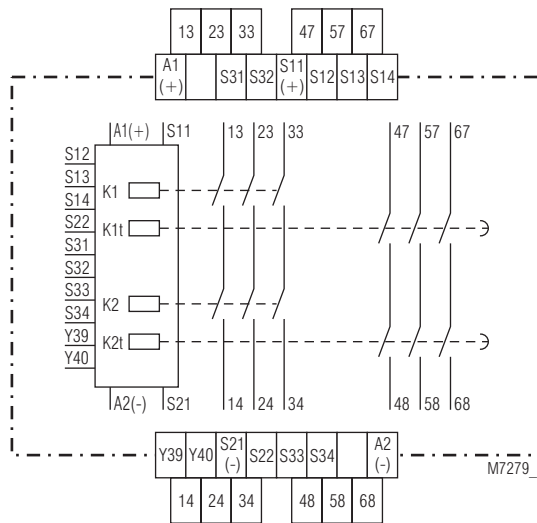 13 23 33 47 57 67
A1 (+) S31 S32 S11 (+) S12 S13 S14
A1(+) S11 13 23 33 47 57 67
S12
S13
K1
S14
S22
K1t
S31
S32
S33
K2
S34
Y39
K2t
Y40
A2(-) S21 14 24 34 48 58 68
Y39 Y40 S21 (-) S22 S33 S34 A2 (-)
M7279_
14 24 34 48 58 68